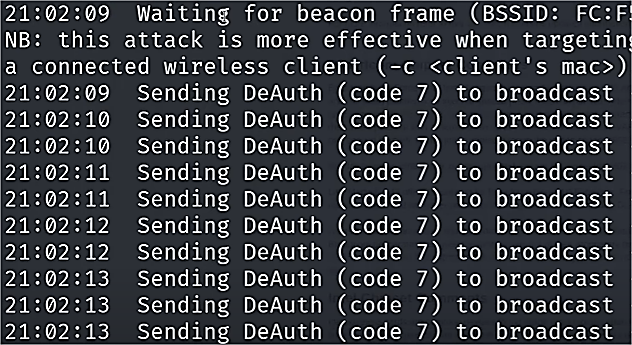 21:02:09  Waiting for beacon frame (BSSID: FC:F
NB: this attack is more effective when targeting
a connected wireless client (-c <client's mac>)
21:02:09  Sending DeAuth (code 7) to broadcast
21:02:10  Sending DeAuth (code 7) to broadcast
21:02:10  Sending DeAuth (code 7) to broadcast
21:02:11  Sending DeAuth (code 7) to broadcast
21:02:11  Sending DeAuth (code 7) to broadcast
21:02:12  Sending DeAuth (code 7) to broadcast
21:02:12  Sending DeAuth (code 7) to broadcast
21:02:13  Sending DeAuth (code 7) to broadcast
21:02:13  Sending DeAuth (code 7) to broadcast
21:02:13  Sending DeAuth (code 7) to broadcast